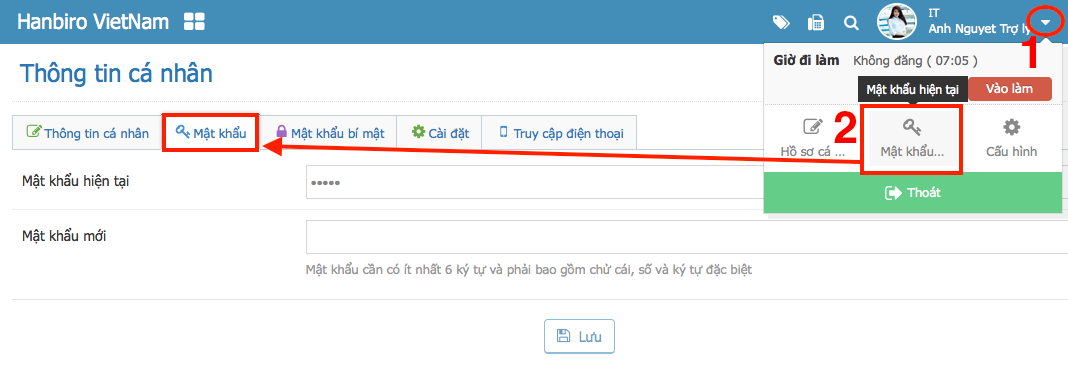 Hanbiro VietNam
IT
Anh Nguyet Trợ lý
1
Thông tin cá nhân
Giờ đi làm Không đăng ( 07:05 )
Mật khẩu hiện tại Vào làm
2
Hồ sơ cá ... Mật khẩu... Cấu hình
Thoát
Thông tin cá nhân Mật khẩu Mật khẩu bí mật Cài đặt Truy cập điện thoại
Mật khẩu hiện tại •••••
Mật khẩu mới
Mật khẩu cần có ít nhất 6 ký tự và phải bao gồm chử cái, số và ký tự đặc biệt
Lưu